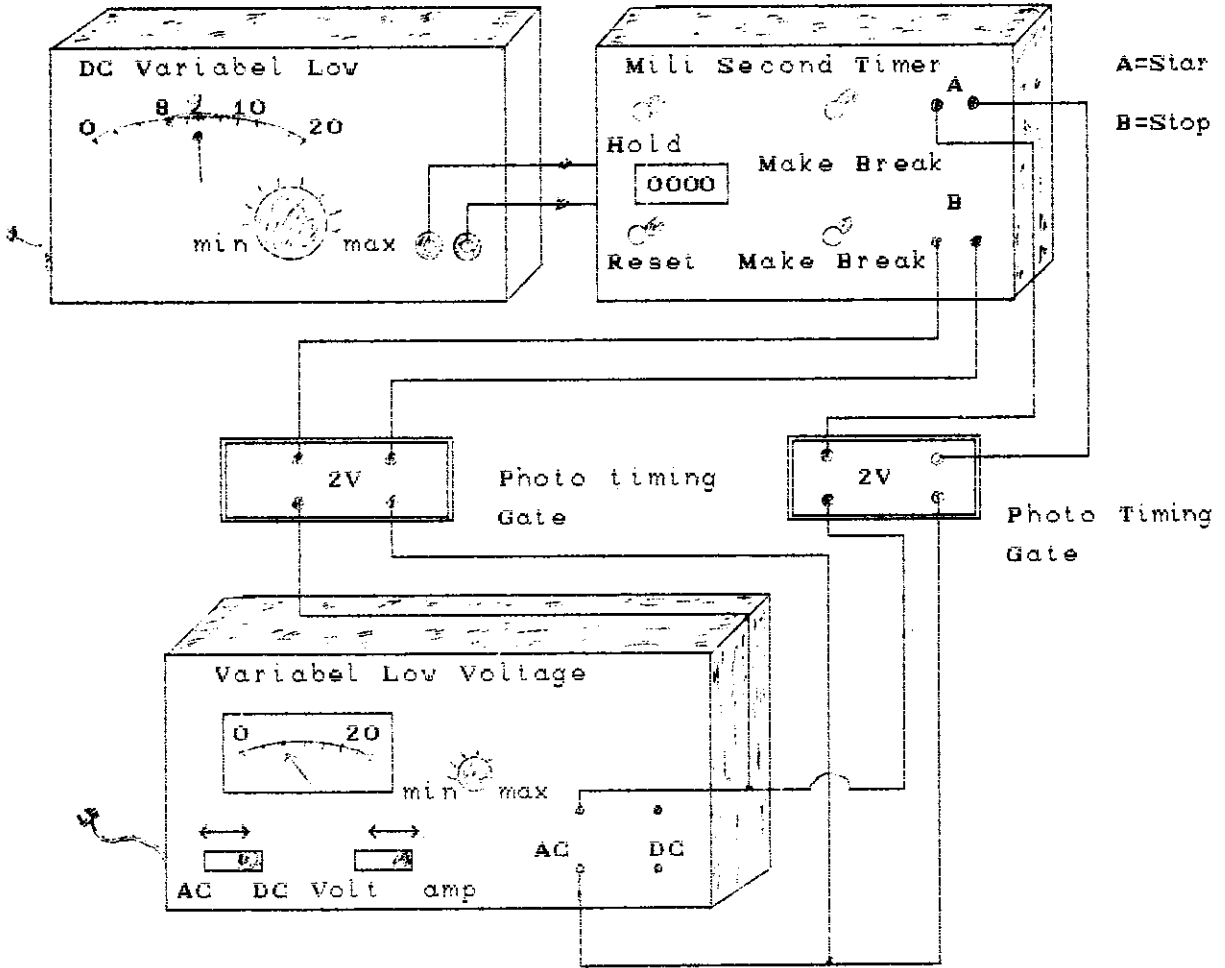 DC Variabel Low
0 8 10 20
min max
Mili Second Timer
A
Hold
Make Break
0000
B
Reset Make Break
A=Star
B=Stop
2V
Photo timing
Gate
2V
Photo Timing
Gate
Variabel Low Voltage
0 20
min max
AC DC
AC DC Volt amp